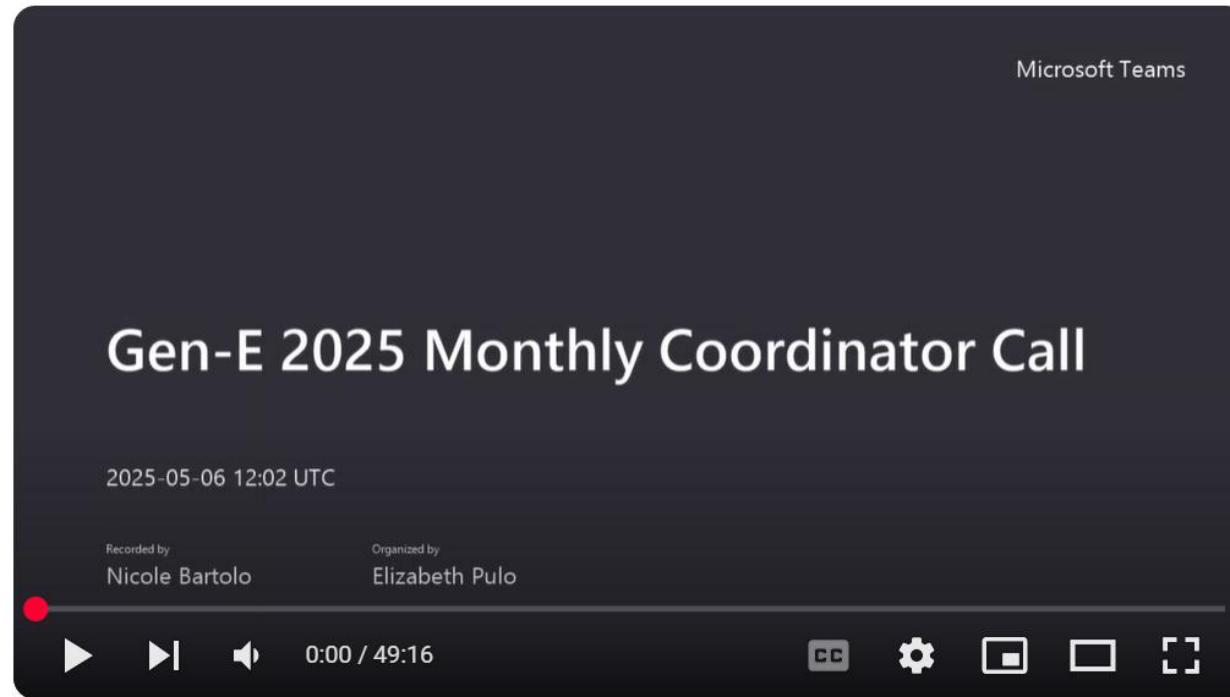 Microsoft Teams
Gen-E 2025 Monthly Coordinator Call
2025-05-06 12:02 UTC
Recorded by
Organized by
Nicole Bartolo
Elizabeth Pulo
0:00 / 49:16
CC